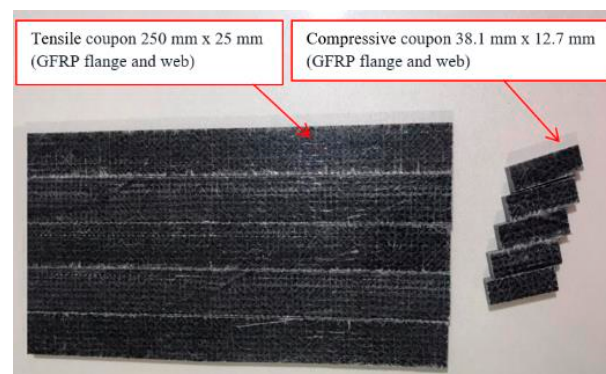 Tensile coupon 250 mm x 25 mm
(GFRP flange and web)
Compressive coupon 38.1 mm x 12.7 mm
(GFRP flange and web)